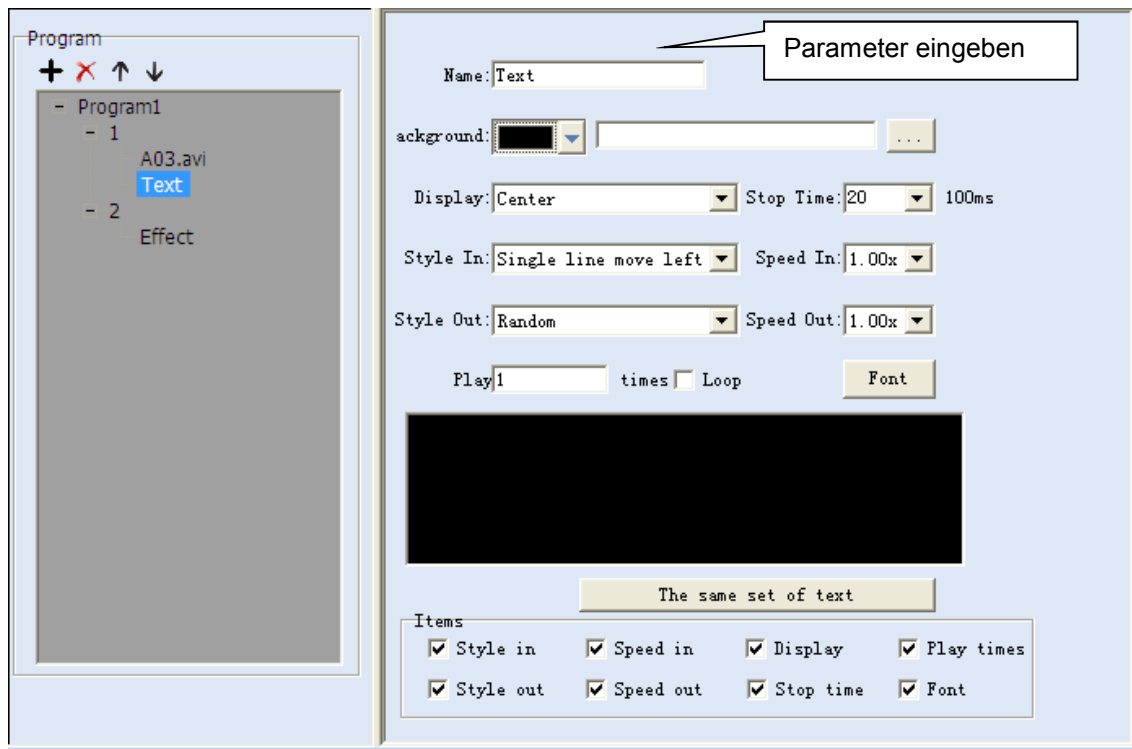 Program
Program1
1
A03.avi
Text
2
Effect
Parameter eingeben
Name: Text
ackground: ...
Display: Center Stop Time: 20 100ms
Style In: Single line move left Speed In: 1.00x
Style Out: Random Speed Out: 1.00x
Play 1 times Loop Font
The same set of text
Items
Style in Speed in Display Play times
Style out Speed out Stop time Font